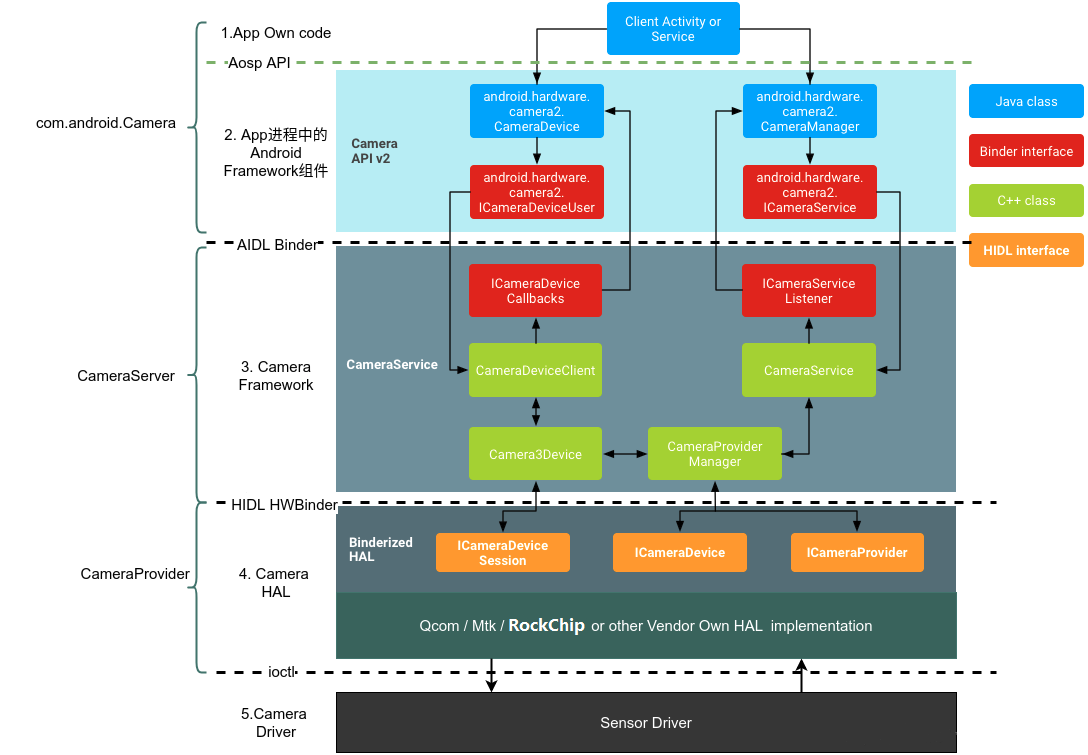 Client Activity or
Service
1.App Own code
Aosp API
com.android.Camera
2. App进程中的
Android
Framework组件
Camera
API v2
android.hardware.
camera2.
CameraDevice
android.hardware.
camera2.
CameraManager
android.hardware.
camera2.
ICameraDeviceUser
android.hardware.
camera2.
ICameraService
Java class
Binder interface
C++ class
HIDL interface
AIDL Binder
CameraServer
3. Camera
Framework
CameraService
ICameraDevice
Callbacks
ICameraService
Listener
CameraDeviceClient
CameraService
Camera3Device
CameraProvider
Manager
HIDL HWBinder
CameraProvider
4. Camera
HAL
Binderized
HAL
ICameraDevice
Session
ICameraDevice
ICameraProvider
Qcom / Mtk / RockChip or other Vendor Own HAL implementation
ioctl
5.Camera
Driver
Sensor Driver